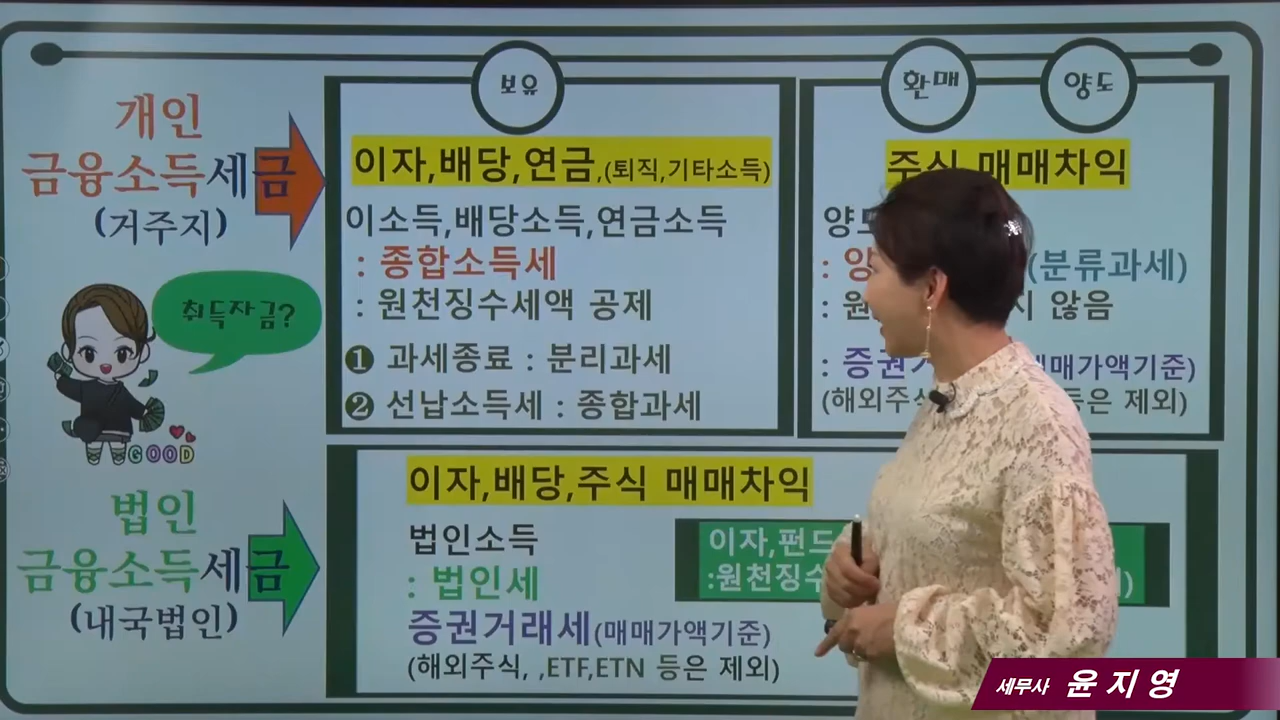 보유
환매
양도
개인
금융소득세금
(거주지)
이자,배당,연금,(퇴직,기타소득)
이소득,배당소득,연금소득
: 종합소득세
: 원천징수세액 공제
❶ 과세종료 : 분리과세
❷ 선납소득세 : 종합과세
주식 매매차익
(분류과세)
않음
매매가액기준)
(해외주식
등은 제외)
취득자금?
GOOD
법인
금융소득세금
(내국법인)
이자,배당,주식 매매차익
법인소득
: 법인세
증권거래세(매매가액기준)
(해외주식, ,ETF,ETN 등은 제외)
이자,펀드
:원천징수
세무사 윤지영